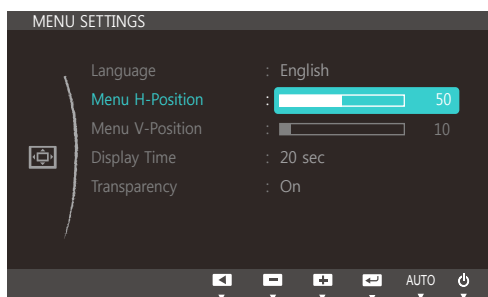 MENU SETTINGS
Language : English
Menu H-Position : 50
Menu V-Position : 10
Display Time : 20 sec
Transparency : On
AUTO